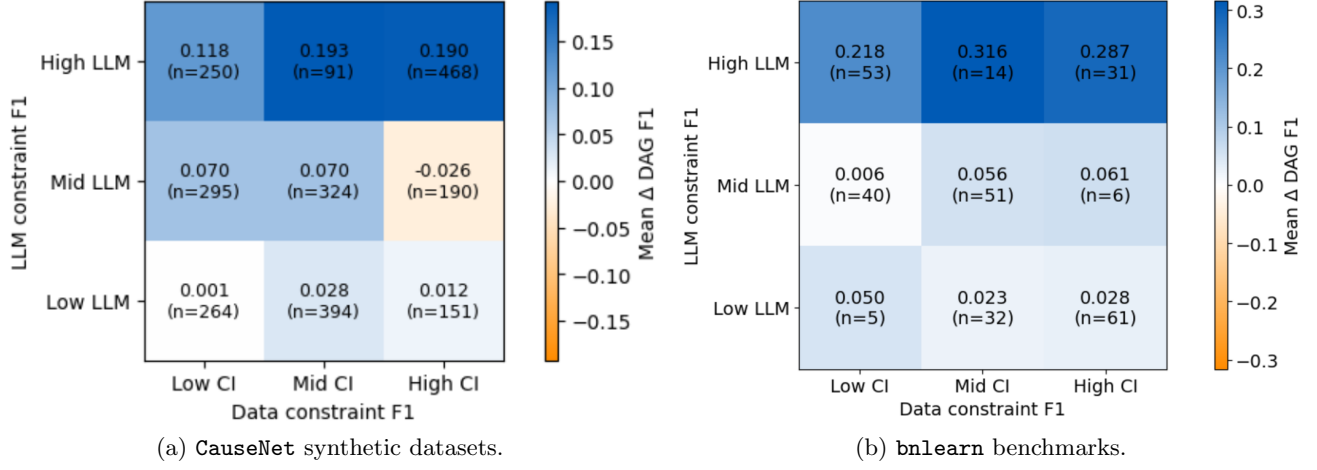 High LLM
Mid LLM
Low LLM
LLM constraint F1
0.118
(n=250)
0.193
(n=91)
0.190
(n=468)
0.070
(n=295)
0.070
(n=324)
-0.026
(n=190)
0.001
(n=264)
0.028
(n=394)
0.012
(n=151)
Low CI
Mid CI
High CI
Data constraint F1
0.15
0.10
0.05
0.00
−0.05
−0.10
−0.15
Mean Δ DAG F1
(a) CauseNet synthetic datasets.
High LLM
Mid LLM
Low LLM
LLM constraint F1
0.218
(n=53)
0.316
(n=14)
0.287
(n=31)
0.006
(n=40)
0.056
(n=51)
0.061
(n=6)
0.050
(n=5)
0.023
(n=32)
0.028
(n=61)
Low CI
Mid CI
High CI
Data constraint F1
0.3
0.2
0.1
0.0
−0.1
−0.2
−0.3
Mean Δ DAG F1
(b) bnlearn benchmarks.